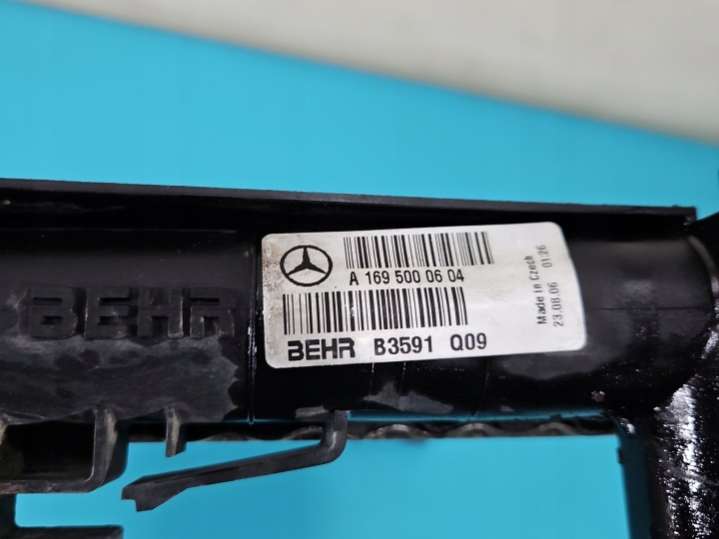 A 169 500 06 04
BEHR B3591 Q09
Made in Czech
23.08.06 01:26
BEHR